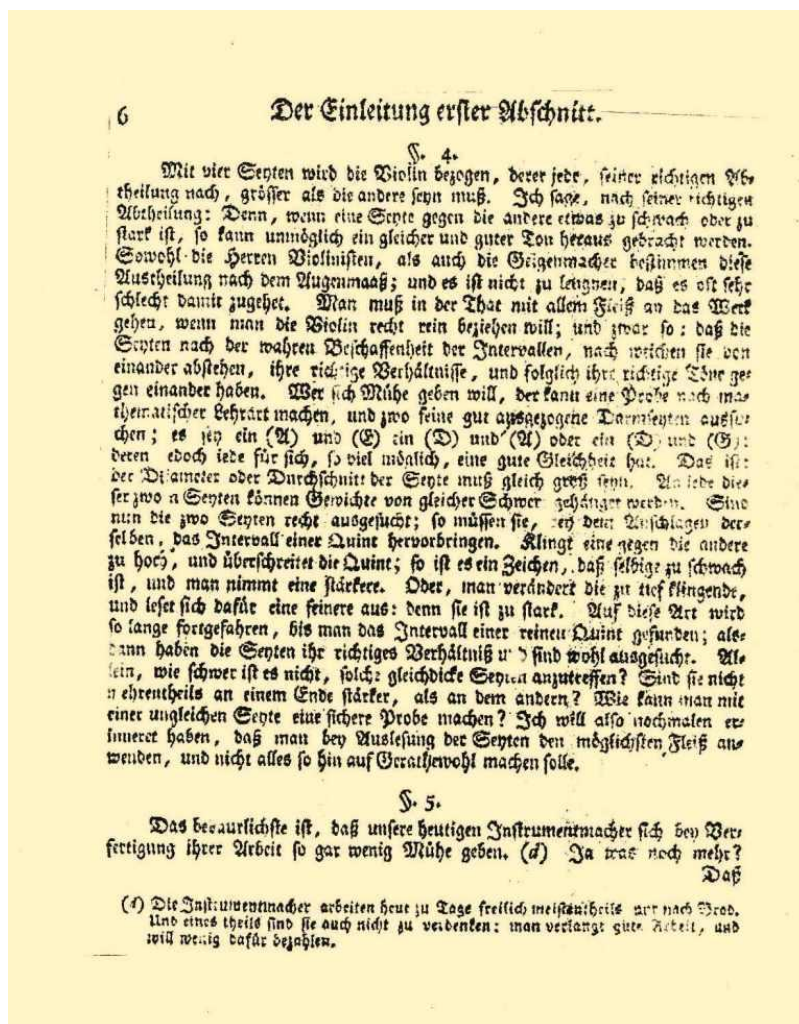 6 Der Einleitung erster Abschnitt.
§. 4.
Mit vier Seyten wird die Violin bezogen, derer jede, seiner richtigen Ab-
theilung nach, grösser als die andere seyn muß. Ich sage, nach seiner richtigen
Abtheilung: Denn, wenn eine Seyte gegen die andere etwas zu schwach oder zu
stark ist, so kann unmöglich ein gleicher und guter Ton heraus gebracht werden.
Sowohl die Herren Violinisten, als auch die Geigenmacher bestimmen diese
Austheilung nach dem Augenmaaß; und es ist nicht zu leugnen, daß es oft sehr
schlecht damit zugehet. Man muß in der That mit allem Fleiß an das Werk
gehen, wenn man die Violin recht rein beziehen will; und zwar so: daß die
Seyten nach der wahren Beschaffenheit der Intervallen, nach welchen sie von
einander abstehen, ihre richtige Verhältnisse, und folglich ihre richtige Töne ge-
gen einander haben. Wer sich Mühe geben will, der kann eine Probe nach ma-
thematischer Lehrart machen, und zwo feine gut ausgezogene Darmseyten aussu-
chen; es sey ein (A) und (E) ein (D) und (A) oder ein (D) und (G):
deren edoch iede für sich, so viel möglich, eine gute Gleichheit hat. Das ist:
der Diameter oder Durchschnitt der Seyte muß gleich groß seyn. An iede die-
ser zwo n Seyten können Gewichte von gleicher Schwer gehänget werden. Sind
nun die zwo Seyten recht ausgesucht; so müssen sie, bey dem Anschlagen der-
selben, das Intervall einer Quint hervorbringen. Klingt eine gegen die andere
zu hoch, und überschreitet die Quint; so ist es ein Zeichen, daß selbige zu schwach
ist, und man nimmt eine stärkere. Oder, man verändert die zu tief klingende,
und leset sich dafür eine feinere aus: denn sie ist zu stark. Auf diese Art wird
so lange fortgefahren, bis man das Intervall einer reinen Quint gefunden; als-
dann haben die Seyten ihr richtiges Verhältniß und sind wohl ausgesucht. Al-
lein, wie schwer ist es nicht, solche gleichdicke Seyten anzutreffen? Sind sie nicht
mehrentheils an einem Ende stärker, als an dem andern? Wie kann man mit
einer ungleichen Seyte eine sichere Probe machen? Ich will also nochmalen er-
inneret haben, daß man bey Auslesung der Seyten den möglichsten Fleiß an-
wenden, und nicht alles so hin auf Gerathewohl machen solle.
§. 5.
Das bedaurlichste ist, daß unsere heutigen Instrumentmacher sich bey Ver-
fertigung ihrer Arbeit so gar wenig Mühe geben. (d) Ja was noch mehr?
Daß
(d) Die Instrumentmacher arbeiten heut zu Tage freilich meistentheils nur nach Brod.
Und eines theils sind sie auch nicht zu verdenken: man verlangt gute Arbeit, und
will wenig dafür bezahlen.